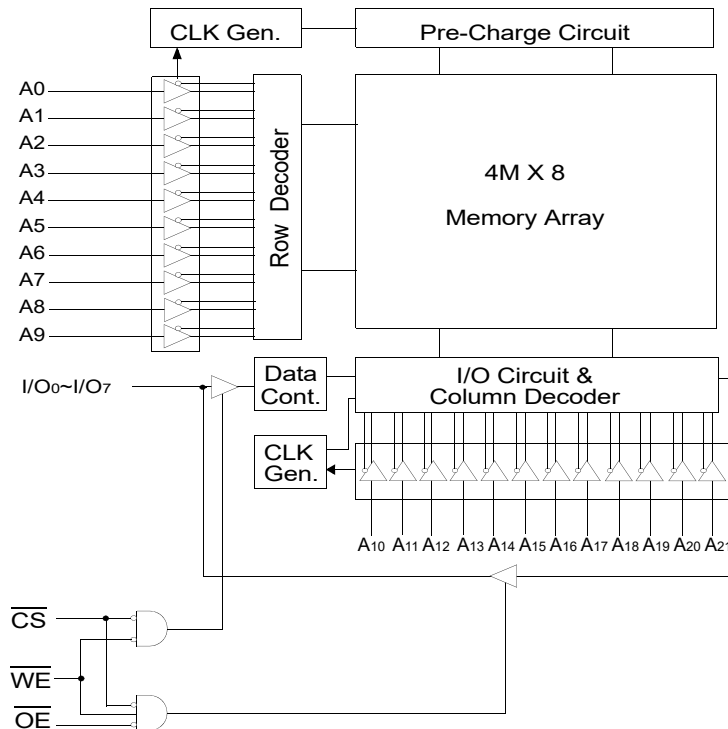 CLK Gen.
Pre-Charge Circuit
A0
A1
A2
A3
A4
A5
A6
A7
A8
A9
Row Decoder
4M X 8
Memory Array
I/O0~I/O7
Data
Cont.
I/O Circuit &
Column Decoder
CLK
Gen.
A10 A11 A12 A13 A14 A15 A16 A17 A18 A19 A20 A21
CS
WE
OE